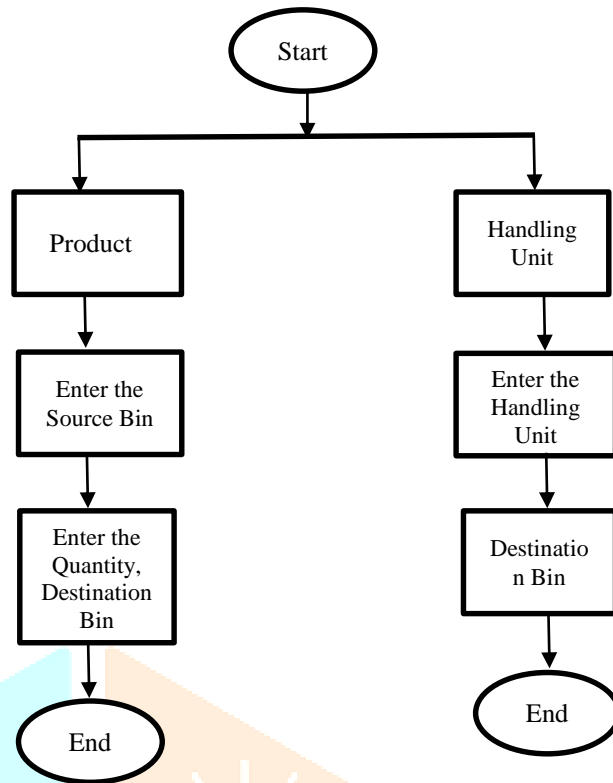 Start
Product
Enter the
Source Bin
Enter the
Quantity,
Destination
Bin
End
Handling
Unit
Enter the
Handling
Unit
Destinatio
n Bin
End